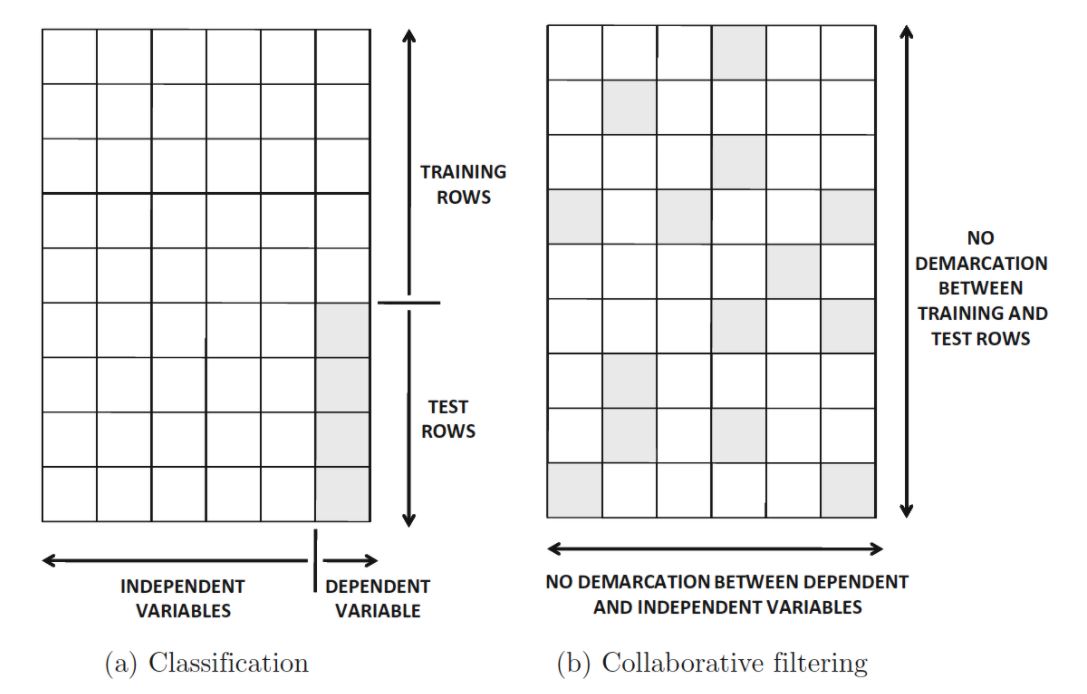 TRAINING
ROWS
TEST
ROWS
INDEPENDENT
VARIABLES
DEPENDENT
VARIABLE
(a) Classification
NO
DEMARCATION
BETWEEN
TRAINING AND
TEST ROWS
NO DEMARCATION BETWEEN DEPENDENT
AND INDEPENDENT VARIABLES
(b) Collaborative filtering